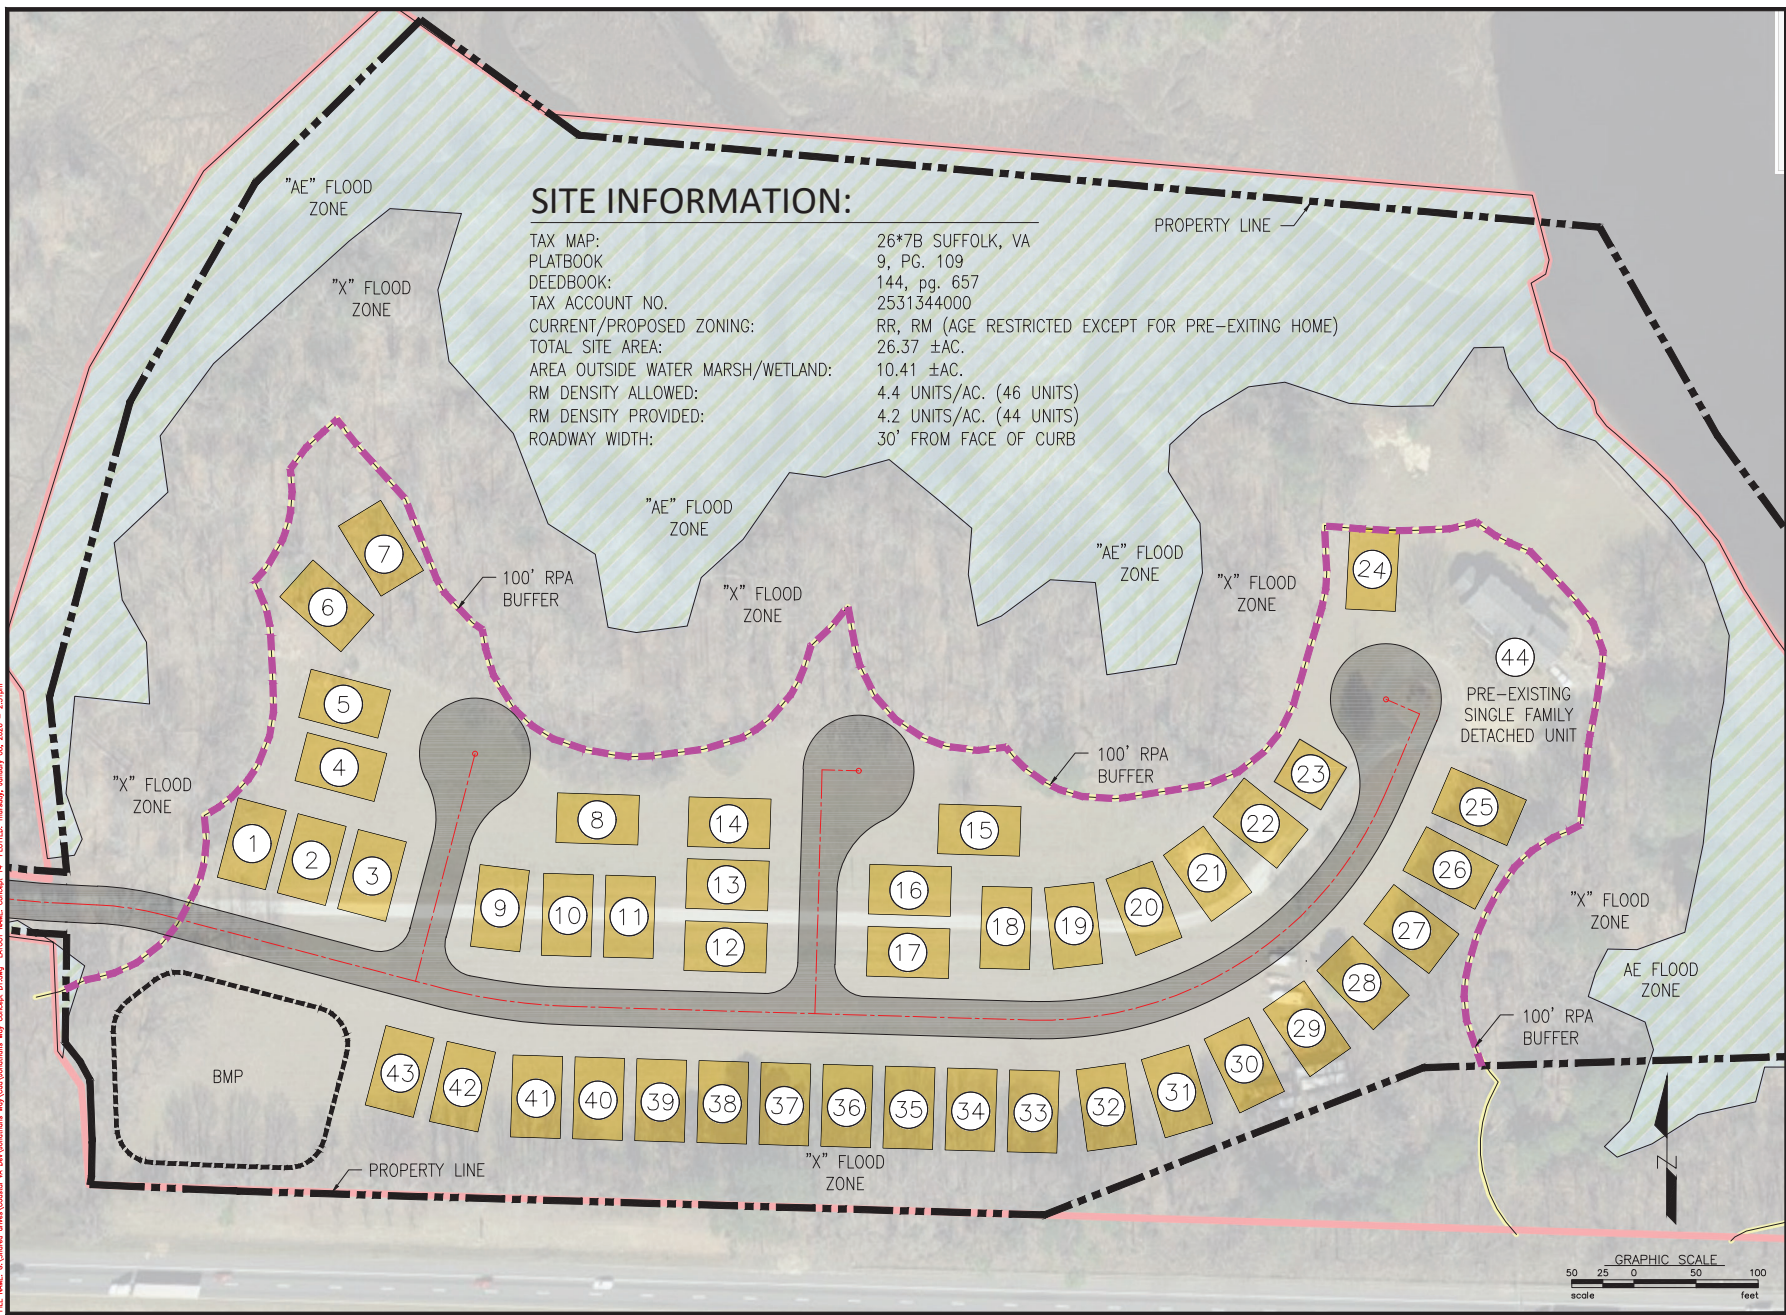 "AE" FLOOD
ZONE
SITE INFORMATION:
TAX MAP: 26*7B SUFFOLK, VA
PLATBOOK 9, PG. 109
DEEDBOOK: 144, pg. 657
TAX ACCOUNT NO. 2531344000
CURRENT/PROPOSED ZONING: RR, RM (AGE RESTRICTED EXCEPT FOR PRE-EXITING HOME)
TOTAL SITE AREA: 26.37 ±AC.
AREA OUTSIDE WATER MARSH/WETLAND: 10.41 ±AC.
RM DENSITY ALLOWED: 4.4 UNITS/AC. (46 UNITS)
RM DENSITY PROVIDED: 4.2 UNITS/AC. (44 UNITS)
ROADWAY WIDTH: 30' FROM FACE OF CURB
PROPERTY LINE
"X" FLOOD
ZONE
"AE" FLOOD
ZONE
"AE" FLOOD
ZONE
7
6
100' RPA
BUFFER
"X" FLOOD
ZONE
"X" FLOOD
ZONE
24
44
PRE-EXISTING
SINGLE FAMILY
DETACHED UNIT
5
4
"X" FLOOD
ZONE
100' RPA
BUFFER
23
25
1
2
3
8
14
15
22
26
13
16
21
9
10
11
12
17
18
19
20
27
"X" FLOOD
ZONE
28
AE FLOOD
ZONE
29
100' RPA
BUFFER
BMP
43
42
41
40
39
38
37
36
35
34
33
32
31
30
"X" FLOOD
ZONE
PROPERTY LINE
N
GRAPHIC SCALE
50 25 0 50 100
scale feet